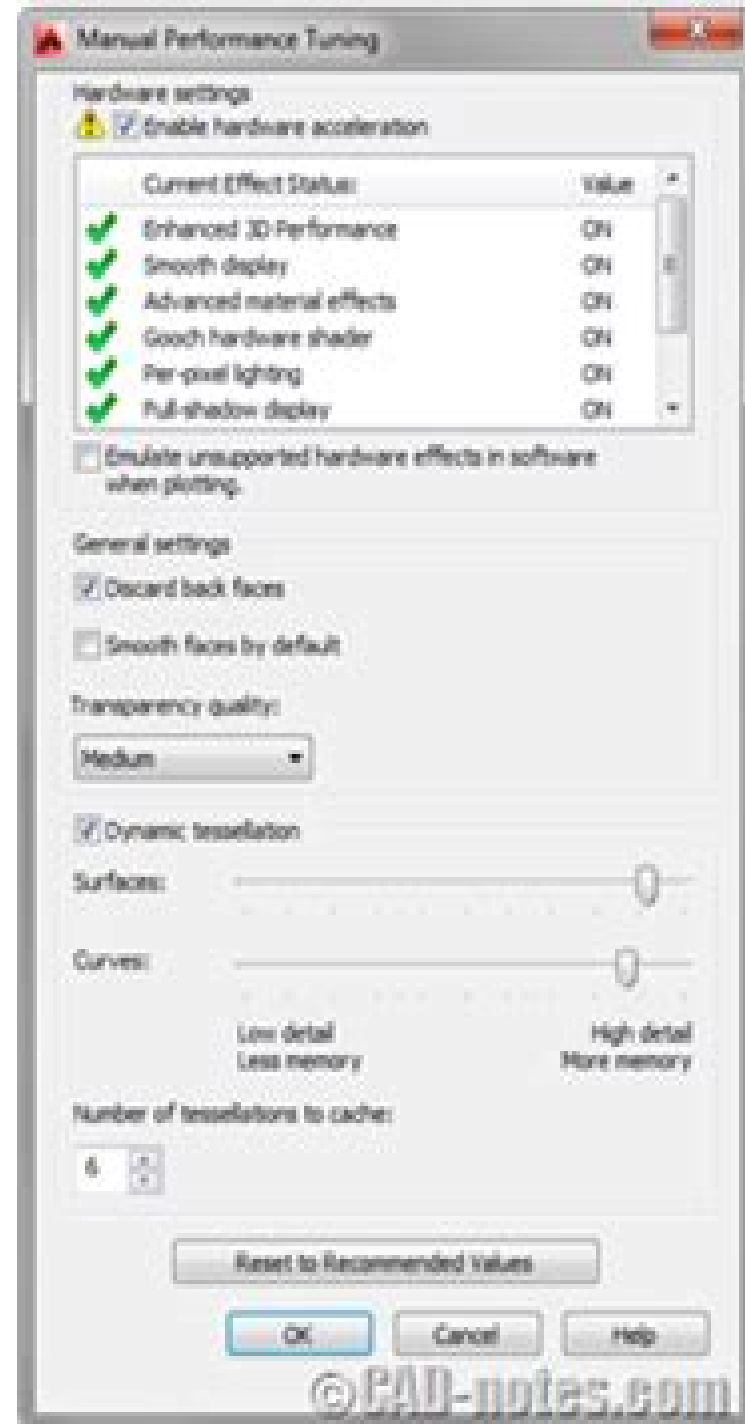 Manual Performance Tuning
Hardware settings
Enable hardware acceleration
Current Effect Status: Value
Enhanced 3D Performance ON
Smooth display ON
Advanced material effects ON
Gooch hardware shader ON
Per-pixel lighting ON
Full-shadow display ON
Emulate unsupported hardware effects in software
when plotting.
General settings
Discard back faces
Smooth faces by default
Transparency quality:
Medium
Dynamic tessellation
Surfaces:
Curves:
Low detail High detail
Less memory More memory
Number of tessellations to cache:
6
Reset to Recommended Values
OK Cancel Help
©CAD-notes.com